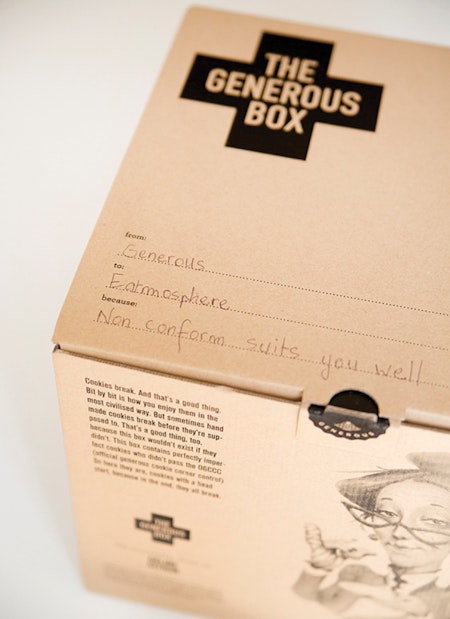 THE
GENEROUS
BOX
from:
Generous
to:
Eatmosphere
because:
Non conform suits you well
Cookies break. And that's a good thing.
Bit by bit is how you enjoy them in the
most civilised way. But sometimes hand
made cookies break before they're sup-
posed to. That's a good thing, too,
because this box wouldn't exist if they
didn't. This box contains perfectly imper-
fect cookies who didn't pass the OGCCC
(official generous cookie corner control)
So here they are, cookies with a head
start, because in the end, they all break.
GENEROUS
THE
GENEROUS
BOX